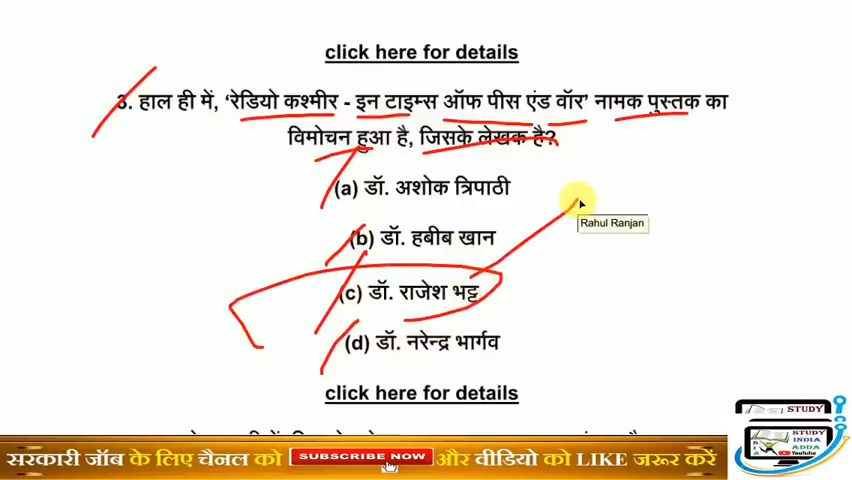 click here for details
3. हाल ही में, ‘रेडियो कश्मीर - इन टाइम्स ऑफ पीस एंड वॉर’ नामक पुस्तक का
विमोचन हुआ है, जिसके लेखक है?
(a) डॉ. अशोक त्रिपाठी
Rahul Ranjan
(b) डॉ. हबीब खान
(c) डॉ. राजेश भट्ट
(d) डॉ. नरेन्द्र भार्गव
click here for details
सरकारी जॉब के लिए चैनल को SUBSCRIBE NOW और वीडियो को LIKE जरूर करें
STUDY
STUDY
INDIA
ADDA
YouTube